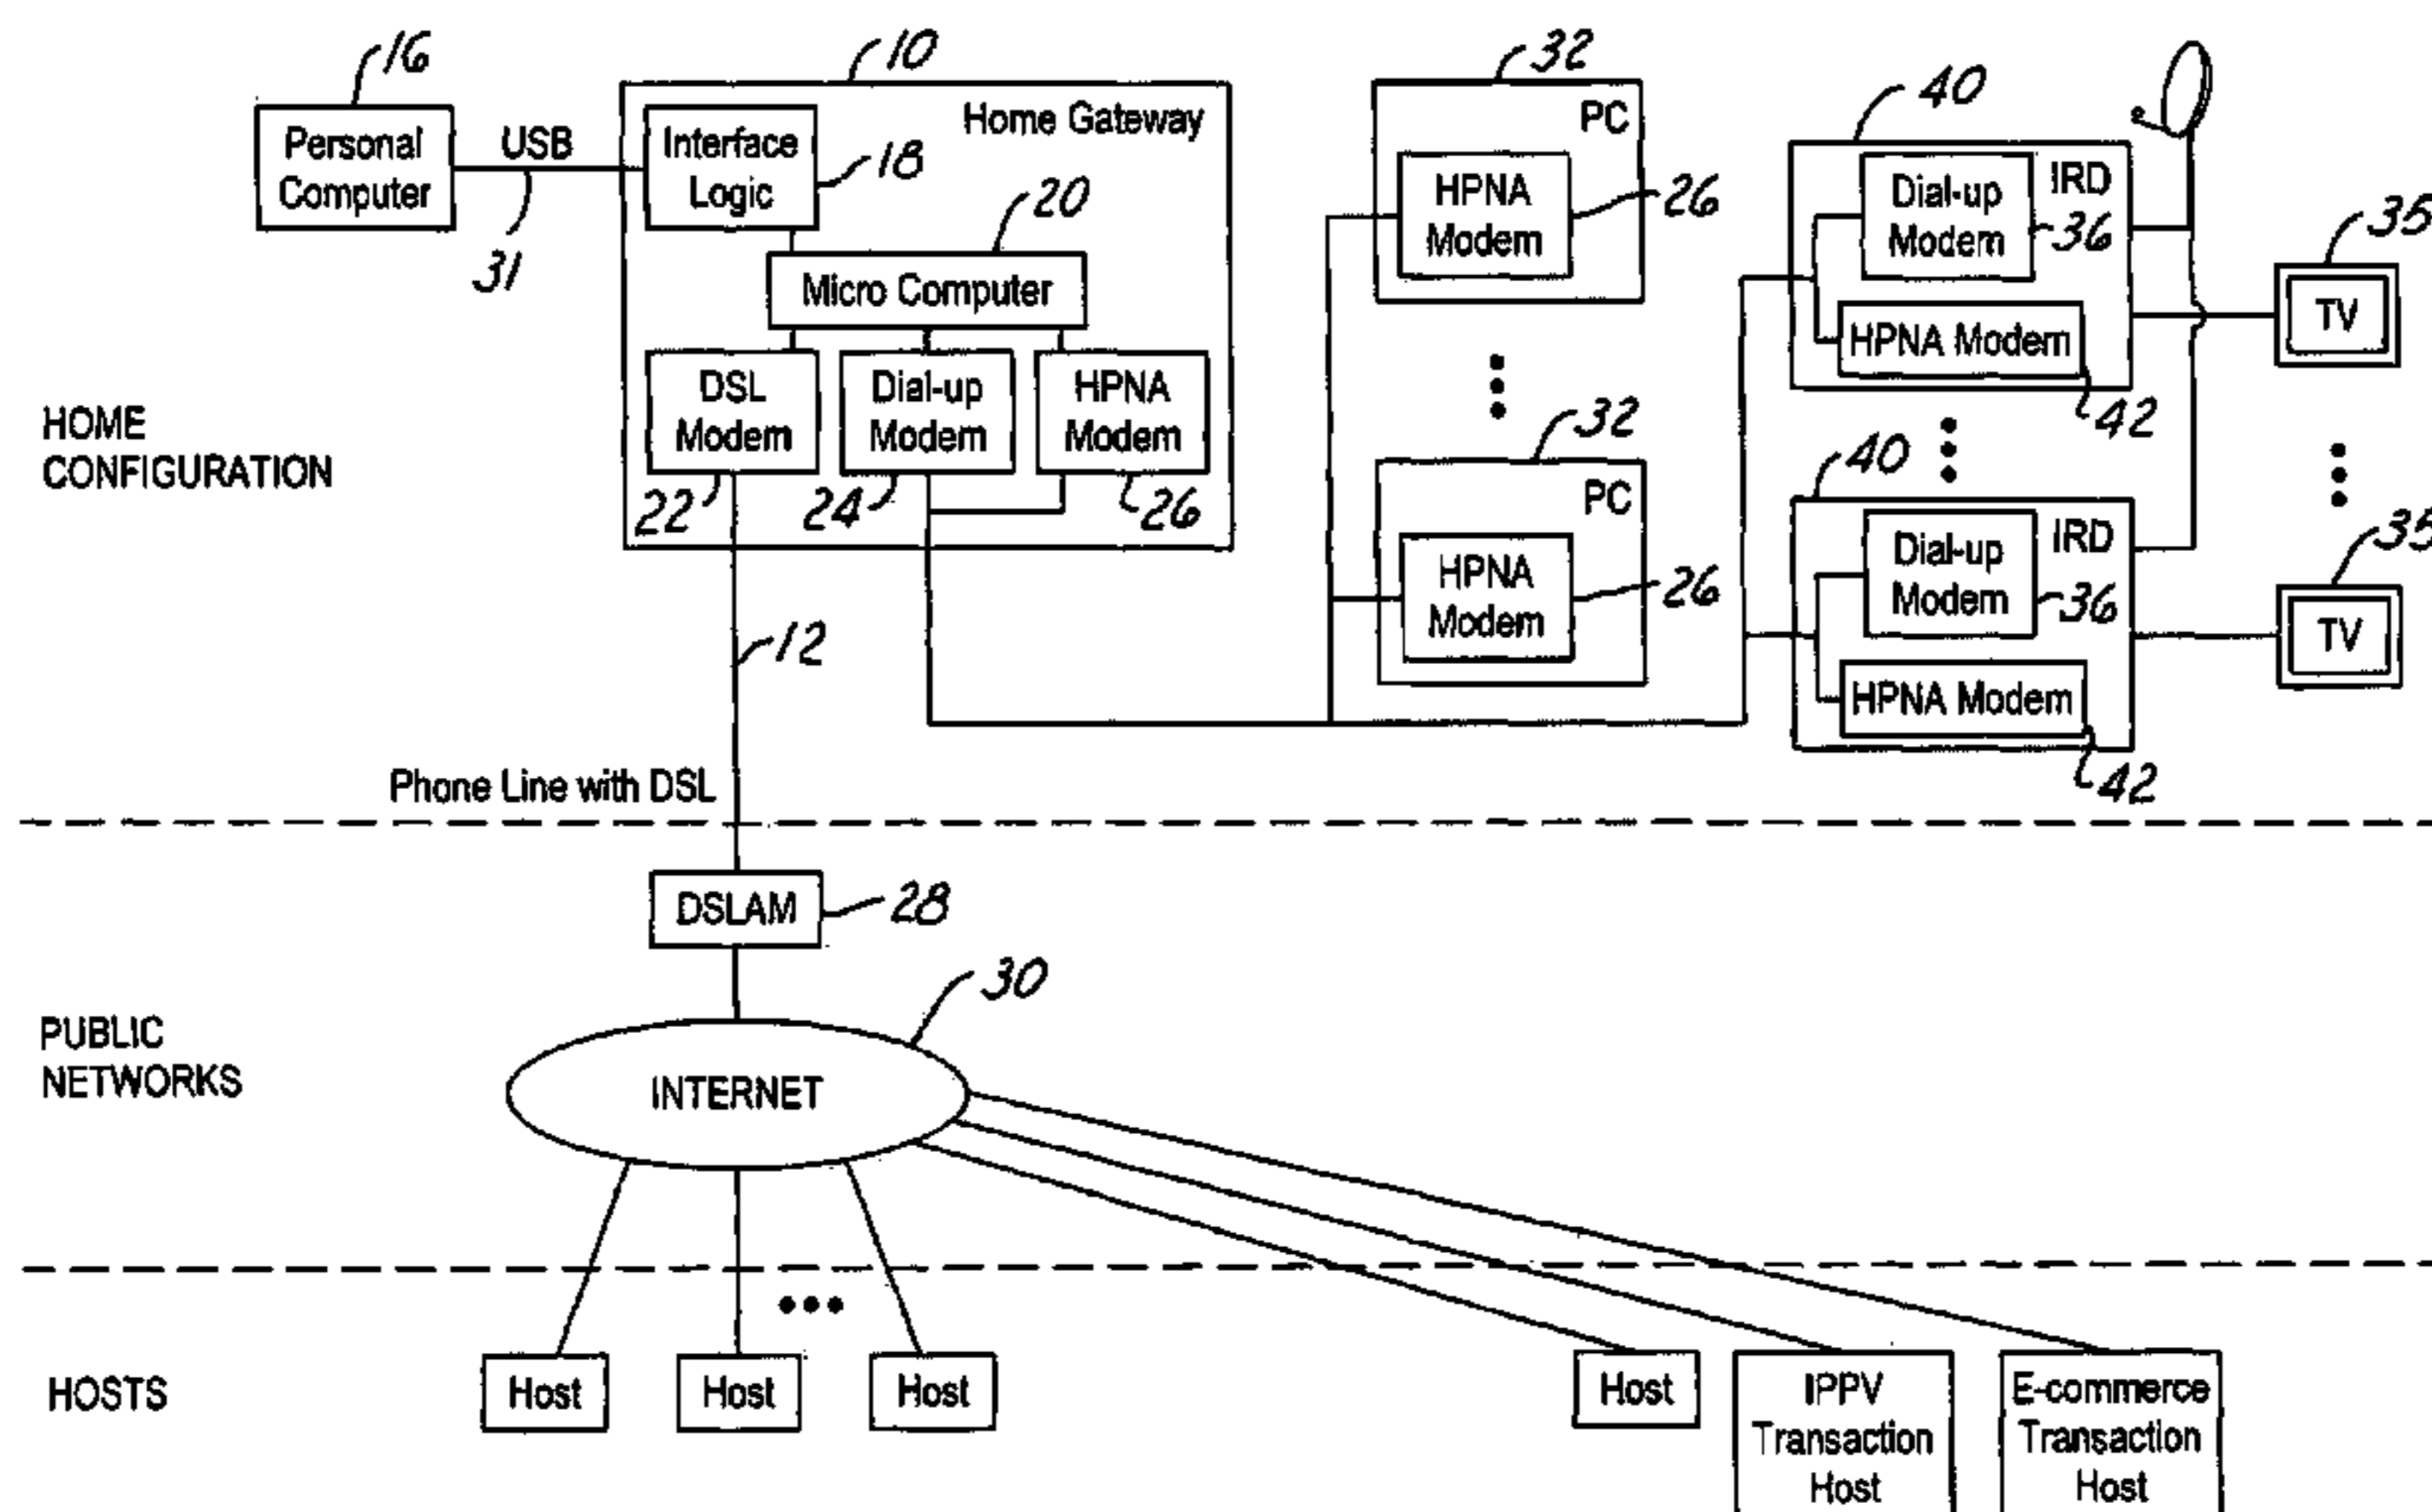 16
10
32
40
Personal
Computer
USB
31
Interface
Logic
18
Home Gateway
20
Micro Computer
DSL
Modem
22
Dial-up
Modem
24
HPNA
Modem
26
PC
HPNA
Modem
26
32
PC
HPNA
Modem
26
IRD
Dial-up
Modem
36
HPNA Modem
42
35
TV
40
IRD
Dial-up
Modem
36
HPNA Modem
42
35
TV
HOME
CONFIGURATION
12
Phone Line with DSL
DSLAM
28
30
PUBLIC
NETWORKS
INTERNET
HOSTS
Host
Host
Host
Host
IPPV
Transaction
Host
E-commerce
Transaction
Host